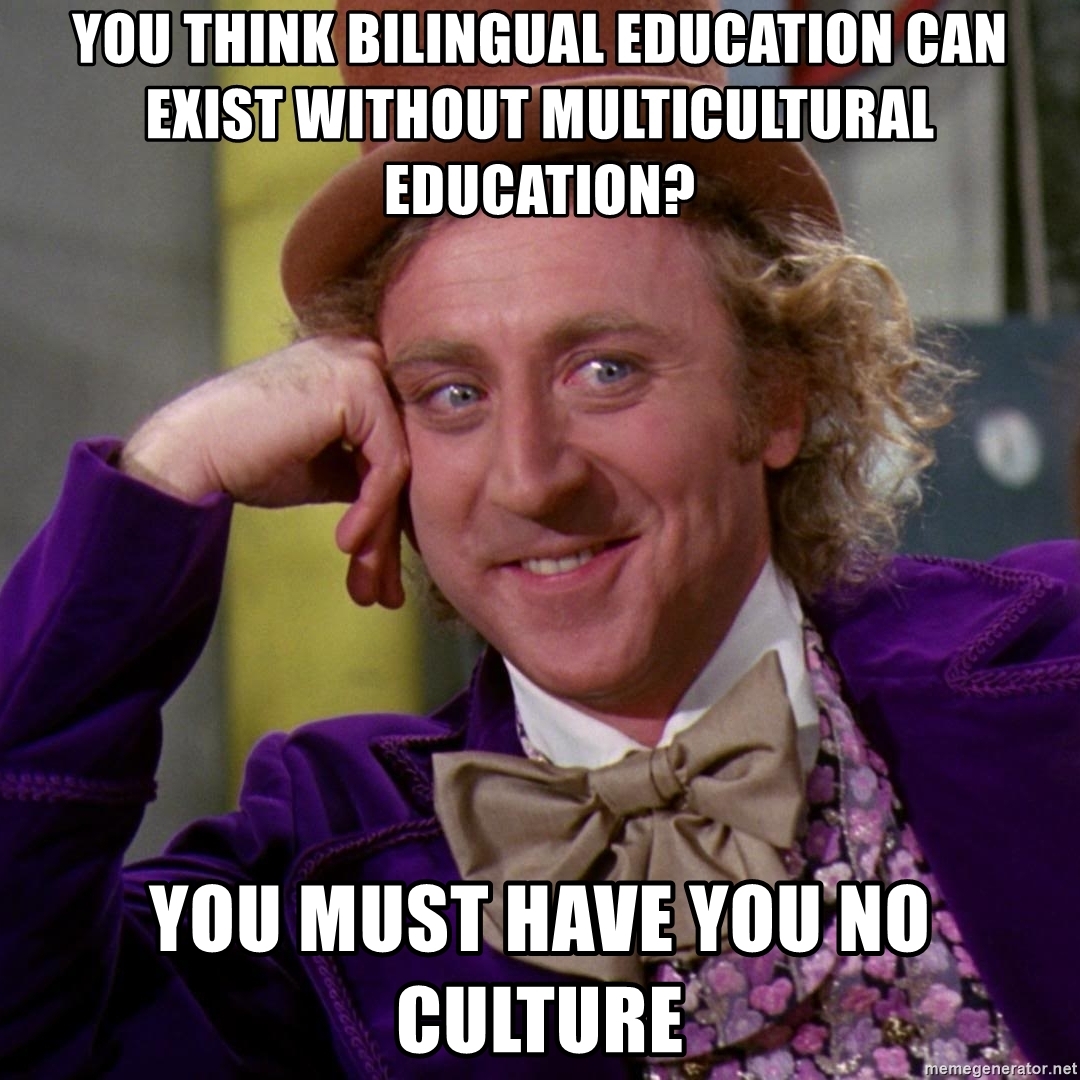 YOU THINK BILINGUAL EDUCATION CAN
EXIST WITHOUT MULTICULTURAL
EDUCATION?
YOU MUST HAVE YOU NO
CULTURE
memegenerator.net